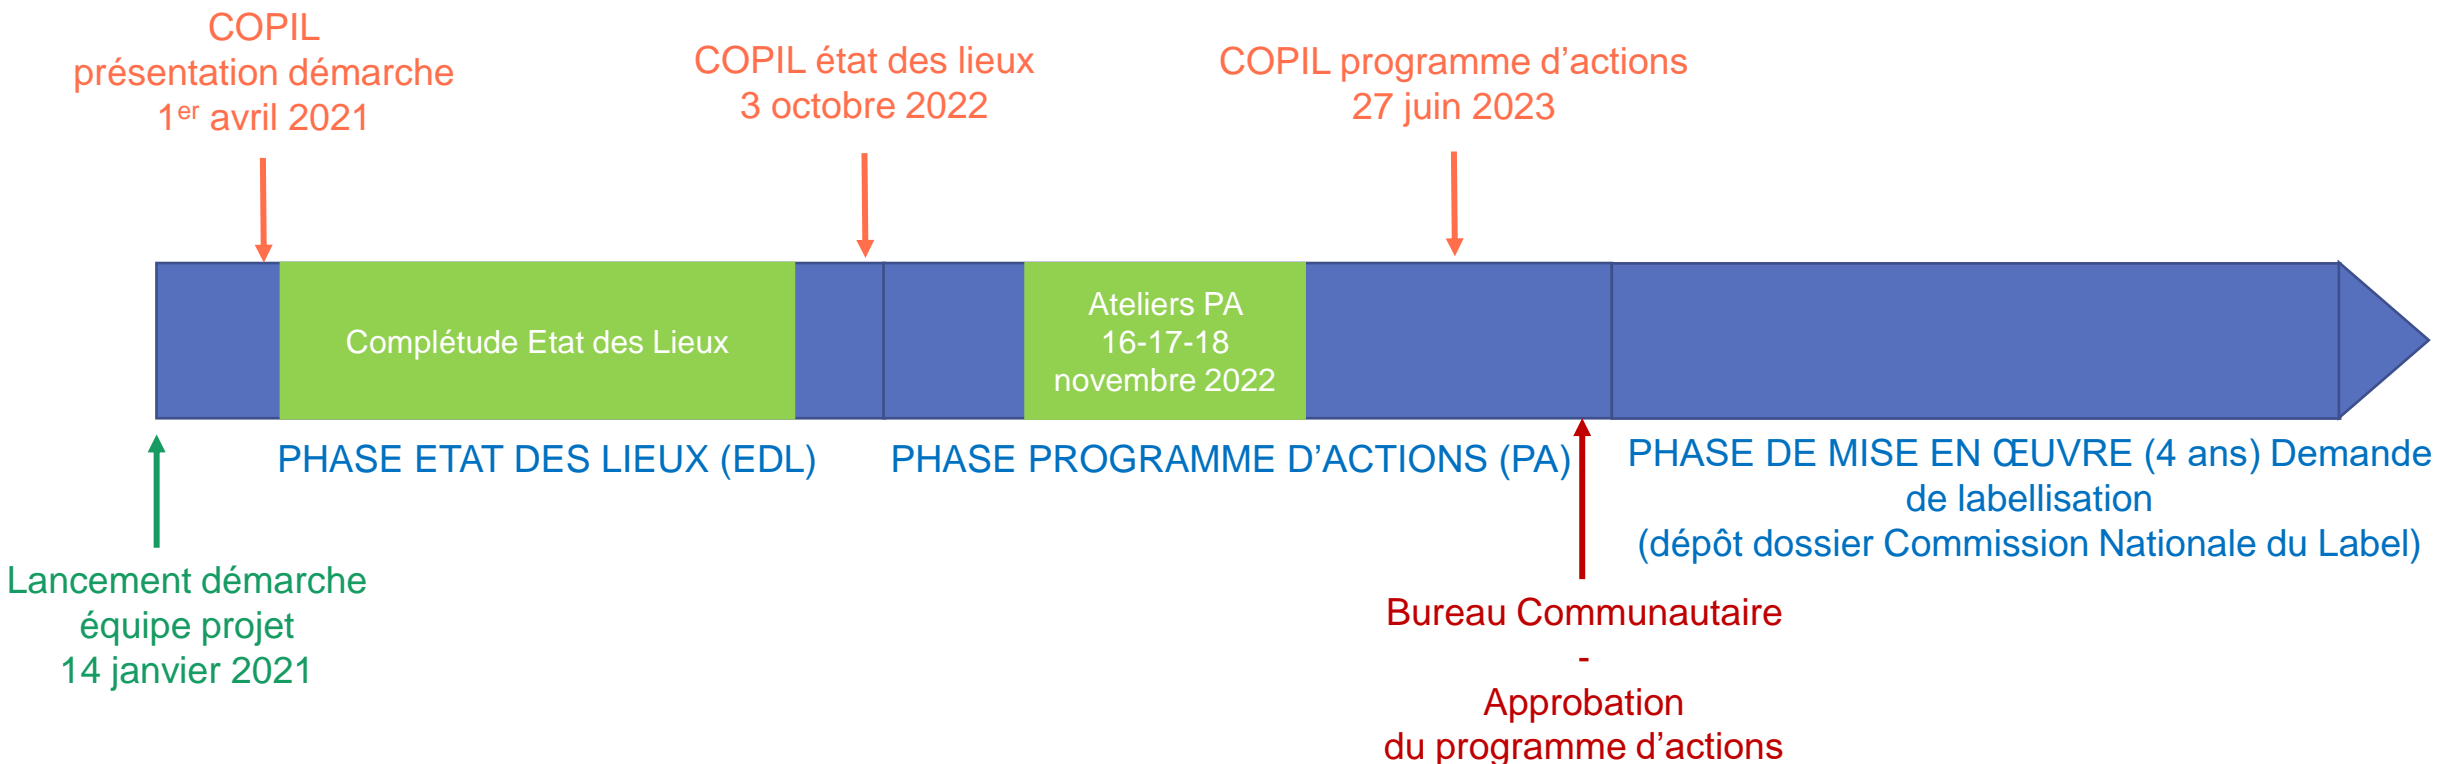 COPIL
présentation démarche
1er avril 2021
COPIL état des lieux
3 octobre 2022
COPIL programme d’actions
27 juin 2023
Complétude Etat des Lieux
Ateliers PA
16-17-18
novembre 2022
PHASE ETAT DES LIEUX (EDL)
PHASE PROGRAMME D’ACTIONS (PA)
PHASE DE MISE EN ŒUVRE (4 ans) Demande
de labellisation
(dépôt dossier Commission Nationale du Label)
Lancement démarche
équipe projet
14 janvier 2021
Bureau Communautaire
-
Approbation
du programme d’actions